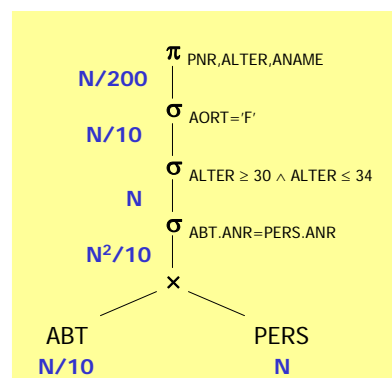 π PNR,ALTER,ANAME
N/200
σ AORT='F'
N/10
σ ALTER ≥ 30 ∧ ALTER ≤ 34
N
σ ABT.ANR=PERS.ANR
N²/10
×
ABT PERS
N/10 N